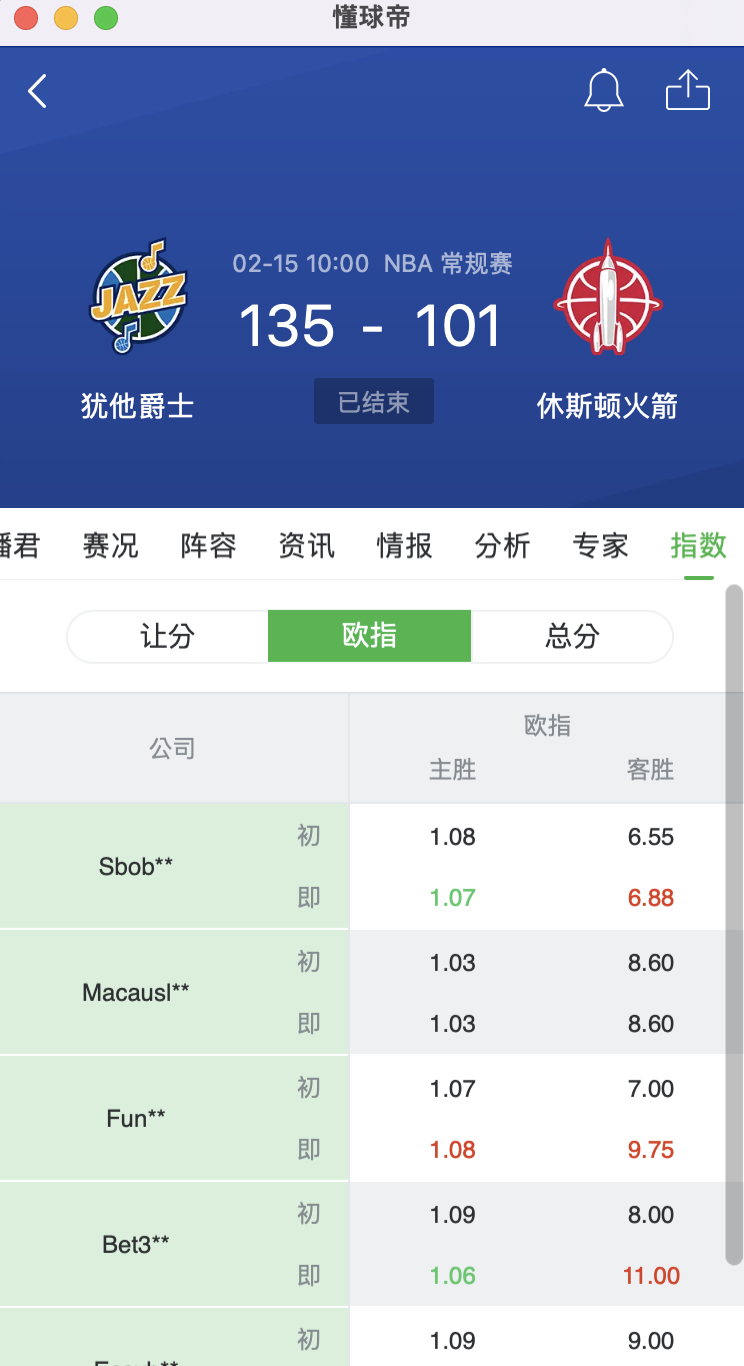 懂球帝
02-15 10:00 NBA 常规赛
JAZZ
135 - 101
犹他爵士
已结束
休斯顿火箭
播君 赛况 阵容 资讯 情报 分析 专家 指数
让分 欧指 总分
公司 欧指
主胜 客胜
初 1.08 6.55
Sbob**
即 1.07 6.88
初 1.03 8.60
Macausl**
即 1.03 8.60
初 1.07 7.00
Fun**
即 1.08 9.75
初 1.09 8.00
Bet3**
即 1.06 11.00
初 1.09 9.00